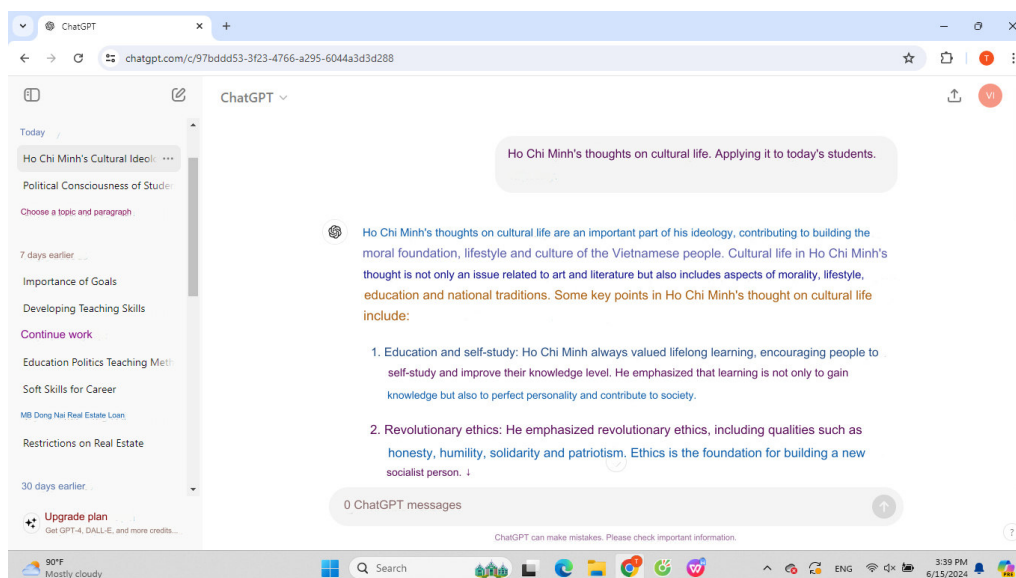 ChatGPT
chatgpt.com/c/97bddd53-3f23-4766-a295-6044a3d3d288
T
ChatGPT
VI
Today
Ho Chi Minh's Cultural Ideolo
Political Consciousness of Studen
Choose a topic and paragraph
7 days earlier
Importance of Goals
Developing Teaching Skills
Continue work
Education Politics Teaching Meth
Soft Skills for Career
MB Dong Nai Real Estate Loan
Restrictions on Real Estate
30 days earlier
Upgrade plan
Get GPT-4, DALL-E, and more credits...
Ho Chi Minh's thoughts on cultural life. Applying it to today's students.
Ho Chi Minh's thoughts on cultural life are an important part of his ideology, contributing to building the
moral foundation, lifestyle and culture of the Vietnamese people. Cultural life in Ho Chi Minh's
thought is not only an issue related to art and literature but also includes aspects of morality, lifestyle,
education and national traditions. Some key points in Ho Chi Minh's thought on cultural life
include:
1. Education and self-study: Ho Chi Minh always valued lifelong learning, encouraging people to
self-study and improve their knowledge level. He emphasized that learning is not only to gain
knowledge but also to perfect personality and contribute to society.
2. Revolutionary ethics: He emphasized revolutionary ethics, including qualities such as
honesty, humility, solidarity and patriotism. Ethics is the foundation for building a new
socialist person. ↓
0 ChatGPT messages
ChatGPT can make mistakes. Please check important information.
?
90°F
Mostly cloudy
Search
ENG
3:39 PM
6/15/2024